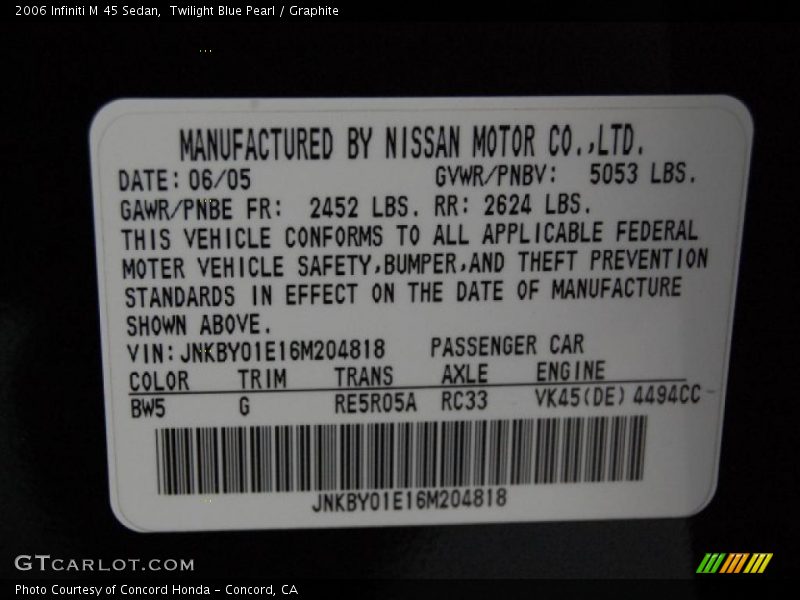 2006 Infiniti M 45 Sedan,  Twilight Blue Pearl / Graphite
MANUFACTURED BY NISSAN MOTOR CO.,LTD.
DATE: 06/05 GVWR/PNBV: 5053 LBS.
GAWR/PNBE FR: 2452 LBS. RR: 2624 LBS.
THIS VEHICLE CONFORMS TO ALL APPLICABLE FEDERAL
MOTER VEHICLE SAFETY,BUMPER,AND THEFT PREVENTION
STANDARDS IN EFFECT ON THE DATE OF MANUFACTURE
SHOWN ABOVE.
VIN: JNKBY01E16M204818 PASSENGER CAR
COLOR TRIM TRANS AXLE ENGINE
BW5 G RE5R05A RC33 VK45(DE) 4494CC
JNKBY01E16M204818
GTCARLOT.COM
Photo Courtesy of Concord Honda - Concord, CA